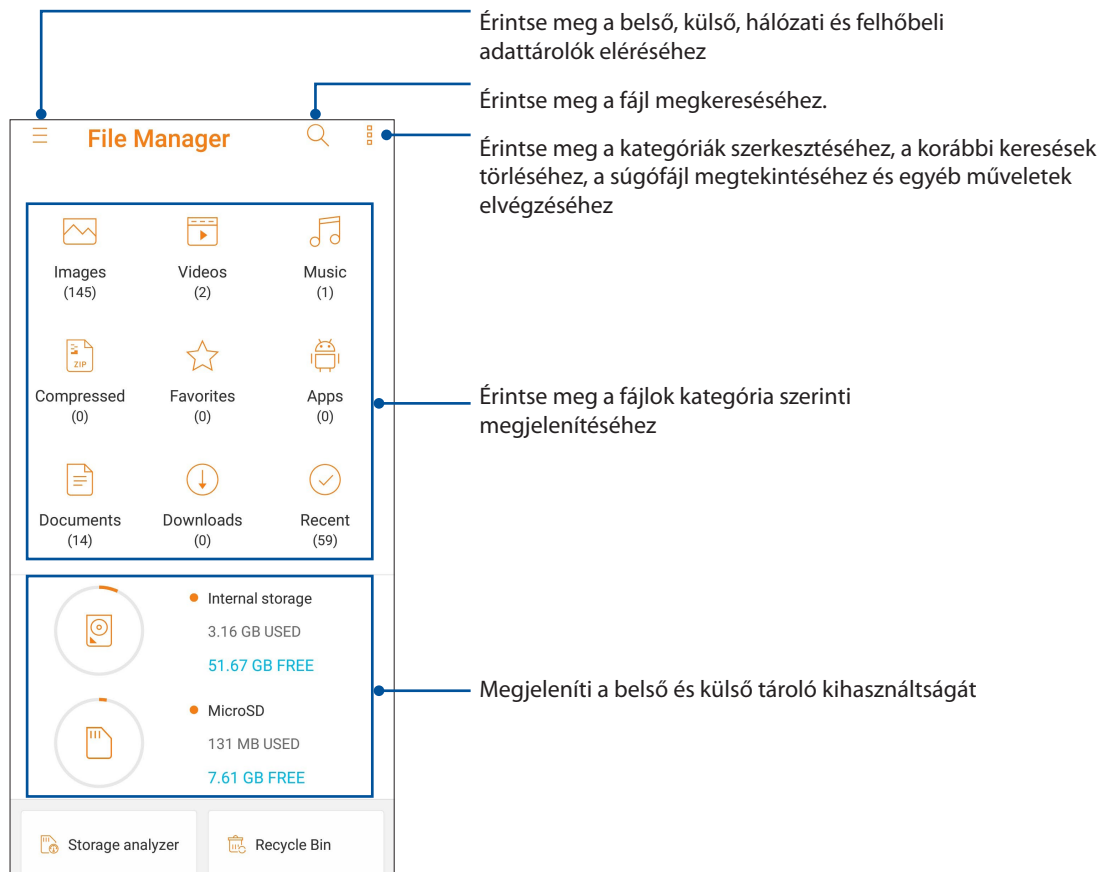 Érintse meg a belső, külső, hálózati és felhőbeli
adattárolók eléréséhez
Érintse meg a fájl megkereséséhez.
Érintse meg a kategóriák szerkesztéséhez, a korábbi keresések
törléséhez, a súgófájl megtekintéséhez és egyéb műveletek
elvégzéséhez
File Manager
Images
(145)
Videos
(2)
Music
(1)
ZIP
Compressed
(0)
Favorites
(0)
Apps
(0)
Érintse meg a fájlok kategória szerinti
megjelenítéséhez
Documents
(14)
Downloads
(0)
Recent
(59)
Internal storage
3.16 GB USED
51.67 GB FREE
Megjeleníti a belső és külső tároló kihasználtságát
MicroSD
131 MB USED
7.61 GB FREE
Storage analyzer
Recycle Bin